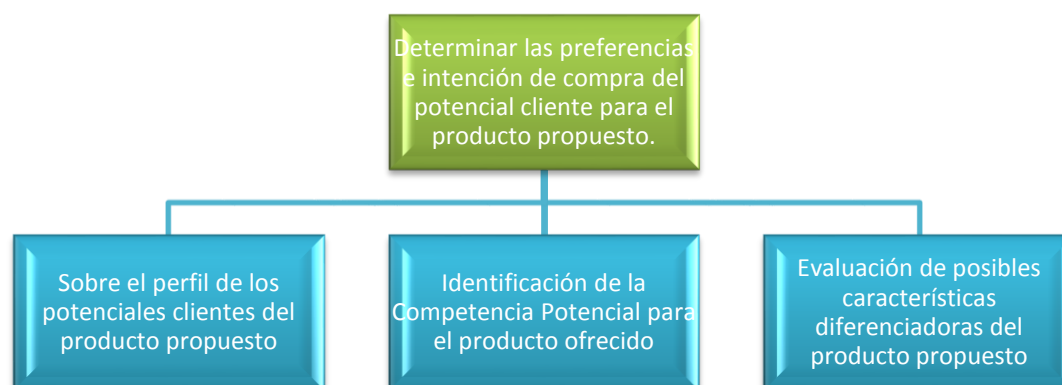 Determinar las preferencias
e intención de compra del
potencial cliente para el
producto propuesto.
Sobre el perfil de los
potenciales clientes del
producto propuesto
Identificación de la
Competencia Potencial para
el producto ofrecido
Evaluación de posibles
características
diferenciadoras del
producto propuesto